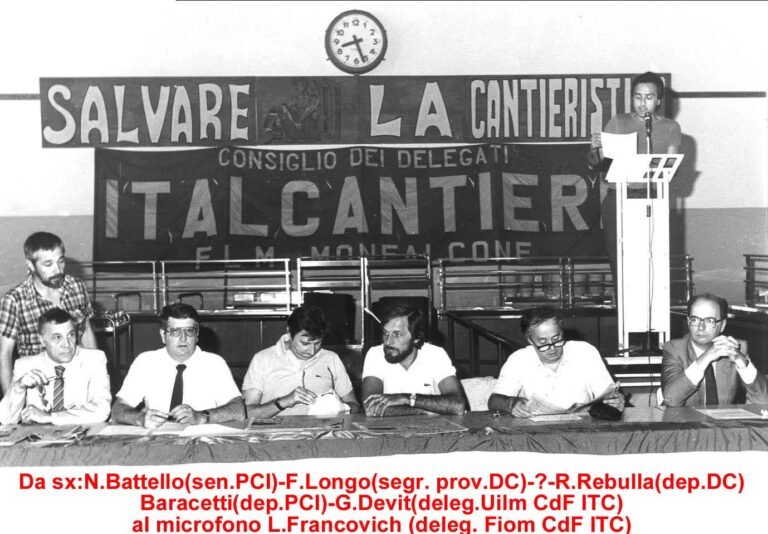 SALVARE LA CANTIERISTI
CONSIGLIO DEI DELEGATI
ITALCANTIERI
F.L.M. MONFALCONE
Da sx:N.Battello(sen.PCI)-F.Longo(segr. prov.DC)-?-R.Rebulla(dep.DC)
Baracetti(dep.PCI)-G.Devit(deleg.Uilm CdF ITC)
al microfono L.Francovich (deleg. Fiom CdF ITC)